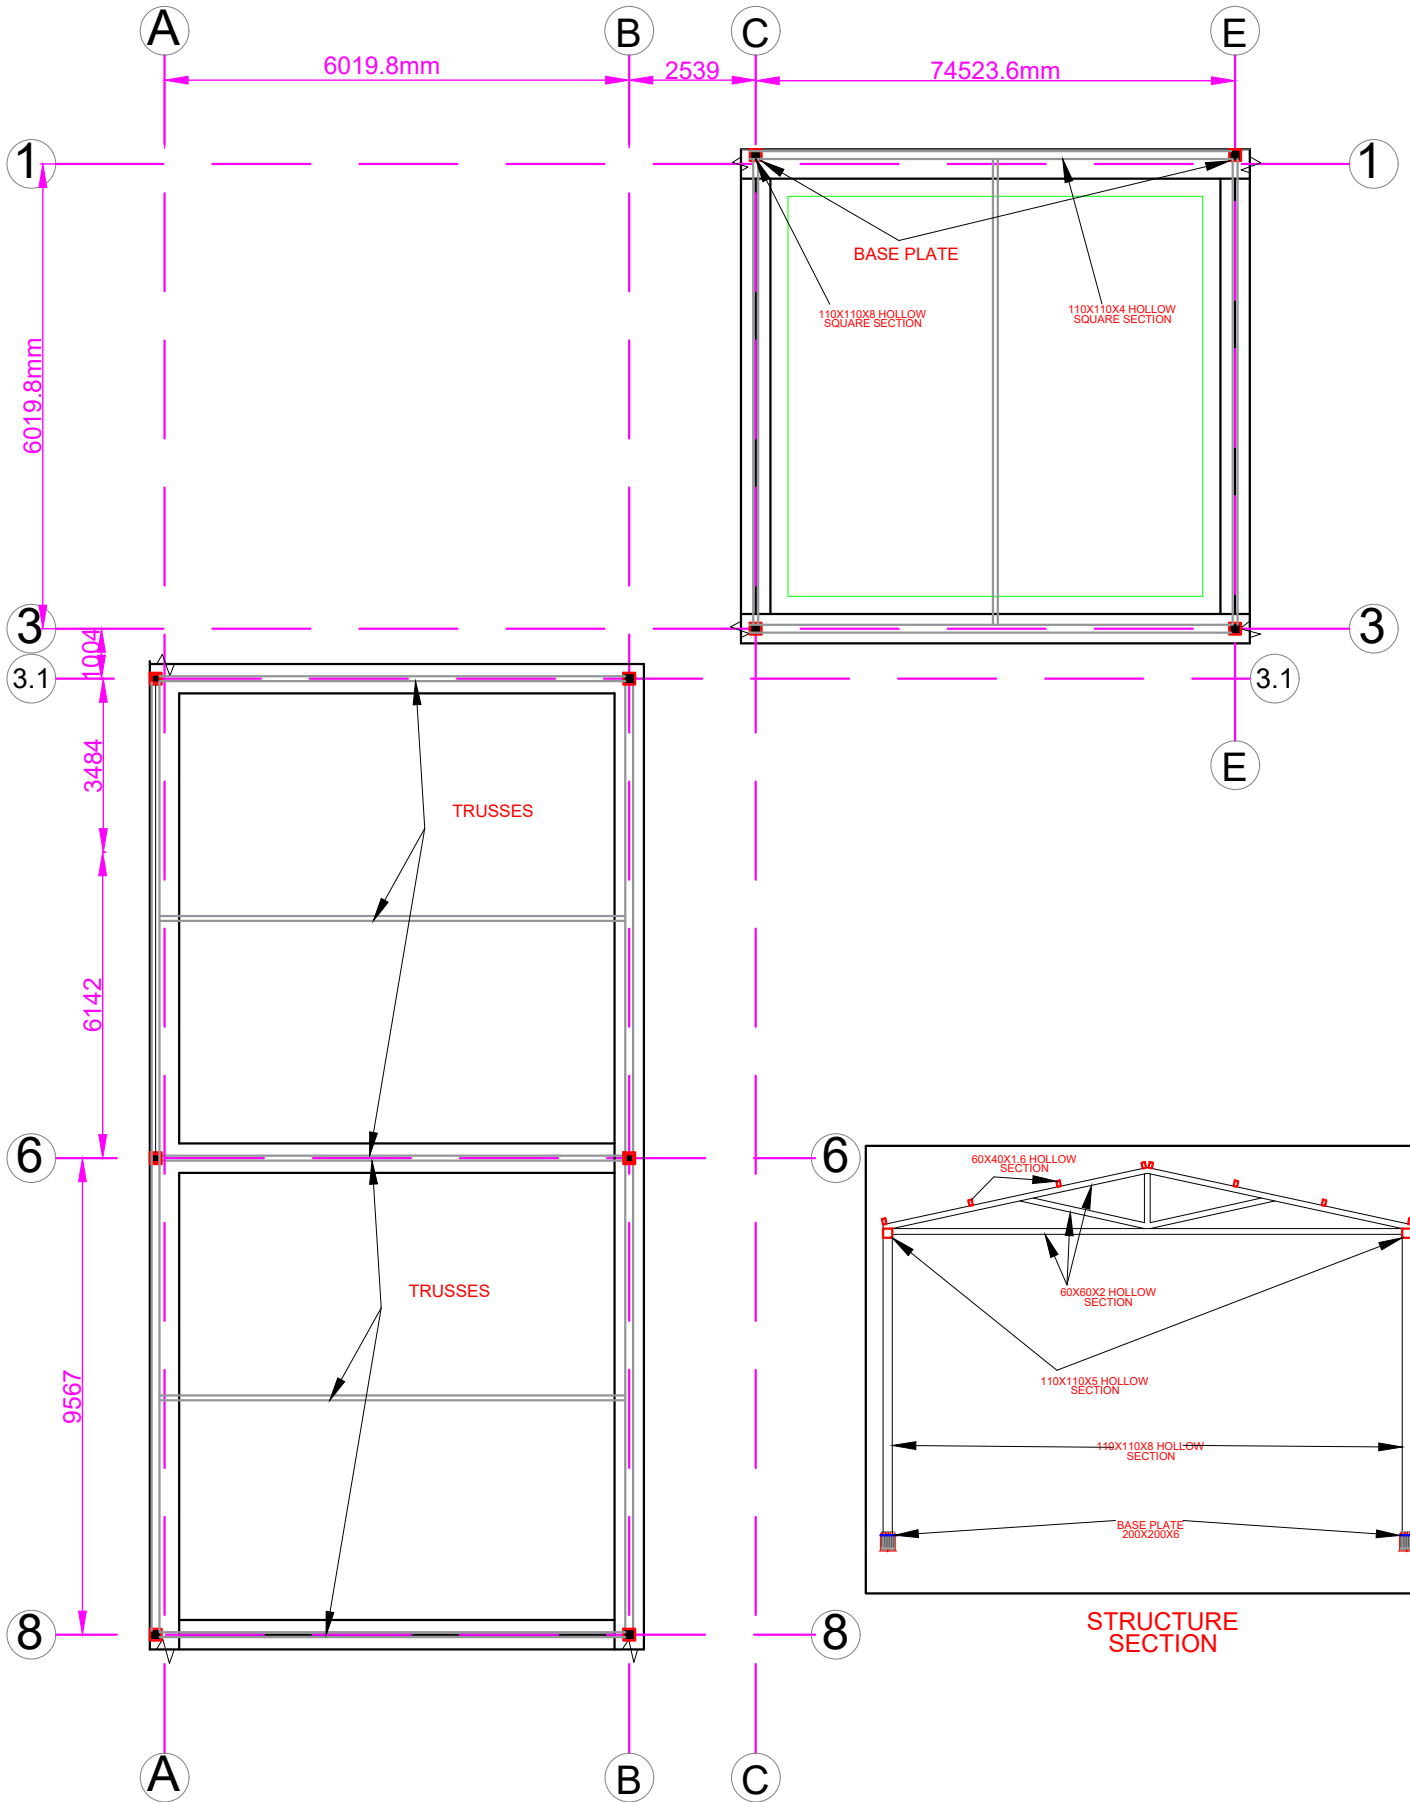 A
B
C
E
6019.8mm
2539
74523.6mm
1
1
BASE PLATE
110X110X8 HOLLOW
SQUARE SECTION
110X110X4 HOLLOW
SQUARE SECTION
6019.8mm
3
3
1004
3.1
3.1
3484
E
TRUSSES
6142
6
6
60X40X1.6 HOLLOW
SECTION
60X60X2 HOLLOW
SECTION
TRUSSES
110X110X5 HOLLOW
SECTION
9567
110X110X8 HOLLOW
SECTION
BASE PLATE
200X200X6
8
8
STRUCTURE
SECTION
A
B
C